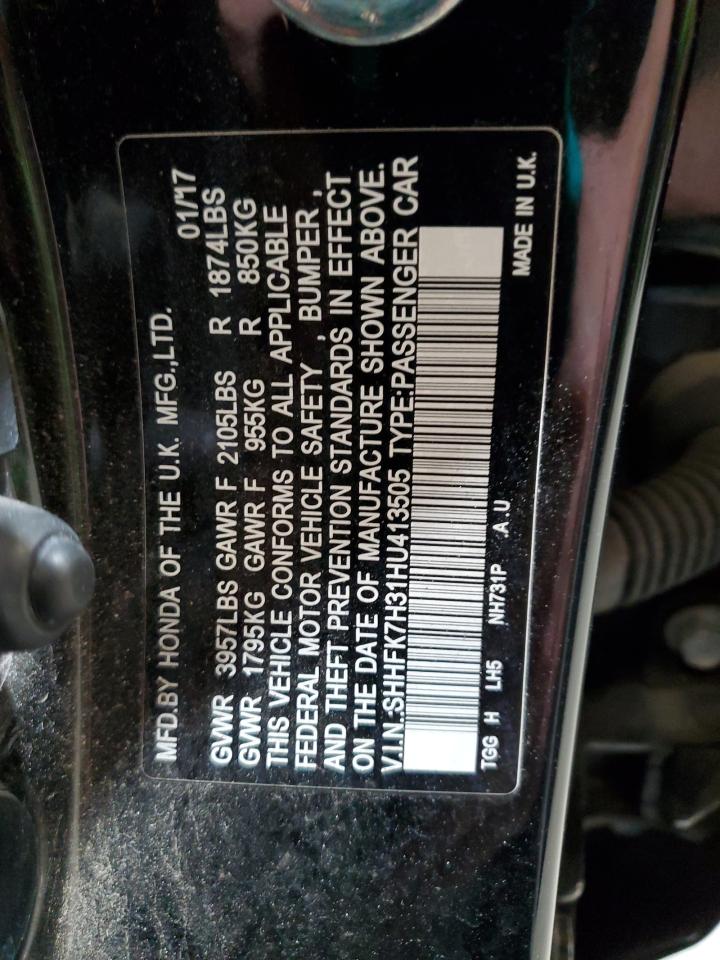 MFD.BY HONDA OF THE U.K. MFG.,LTD. 01/17
GVWR 3957LBS GAWR F 2105LBS R 1874LBS
GVWR 1795KG GAWR F 955KG R 850KG
THIS VEHICLE CONFORMS TO ALL APPLICABLE
FEDERAL MOTOR VEHICLE SAFETY , BUMPER ,
AND THEFT PREVENTION STANDARDS IN EFFECT
ON THE DATE OF MANUFACTURE SHOWN ABOVE.
V.I.N.:SHHFK7H31HU413505 TYPE:PASSENGER CAR
TGG H LH5 NH731P .A.U MADE IN U.K.